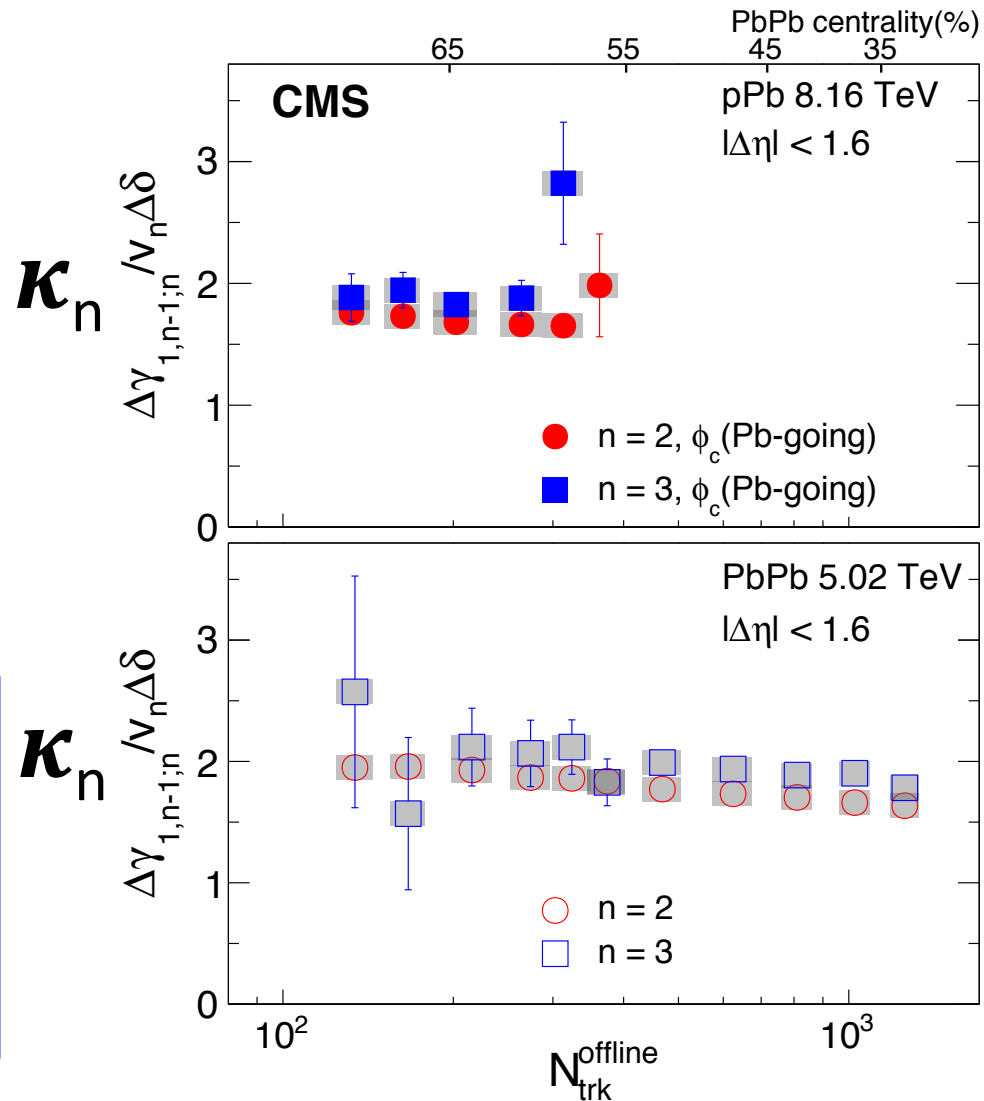 PbPb centrality(%)
65 55 45 35
CMS
pPb 8.16 TeV
|Δη| < 1.6
3
2
1
0
κn
Δγ1,n-1;n/vnΔδ
n = 2, ϕc(Pb-going)
n = 3, ϕc(Pb-going)
PbPb 5.02 TeV
|Δη| < 1.6
3
2
1
0
κn
Δγ1,n-1;n/vnΔδ
n = 2
n = 3
10² 10³
Ntrk^offline